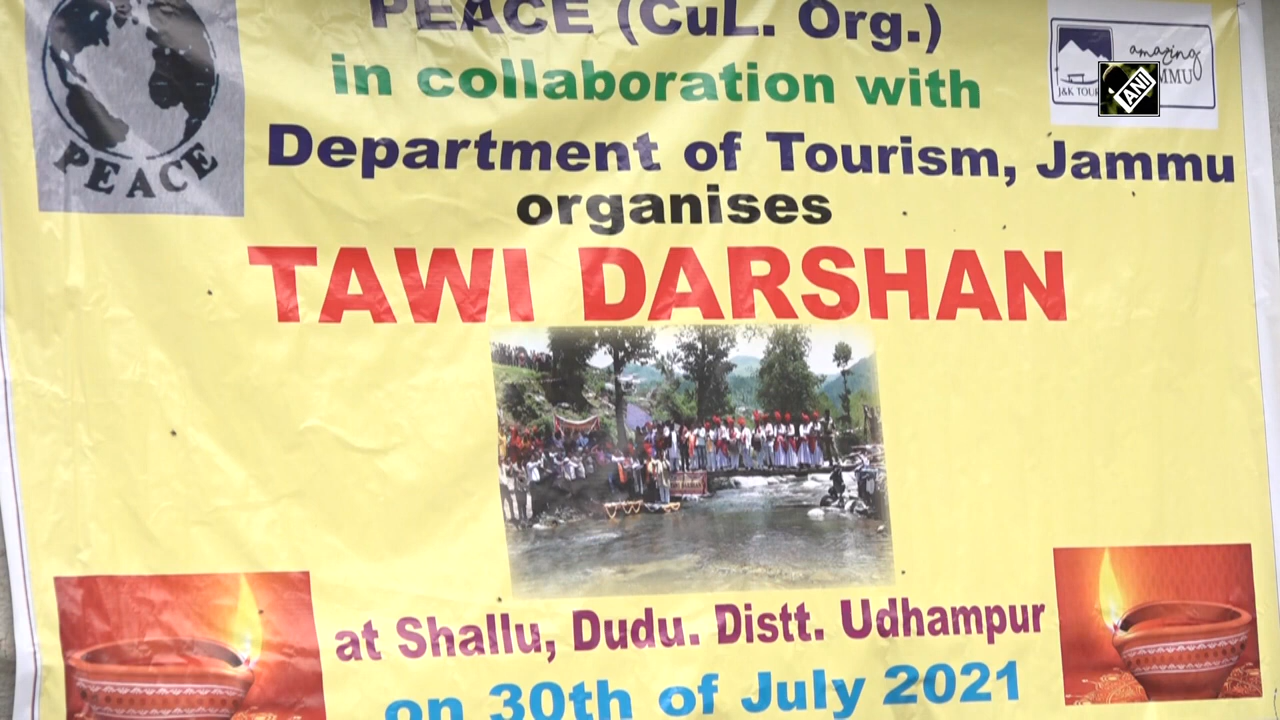 PEACE (CuL. Org.)
in collaboration with
PEACE
amazing
J&K
ANI
Department of Tourism, Jammu
organises
TAWI DARSHAN
at Shallu, Dudu. Distt. Udhampur
on 30th of July 2021